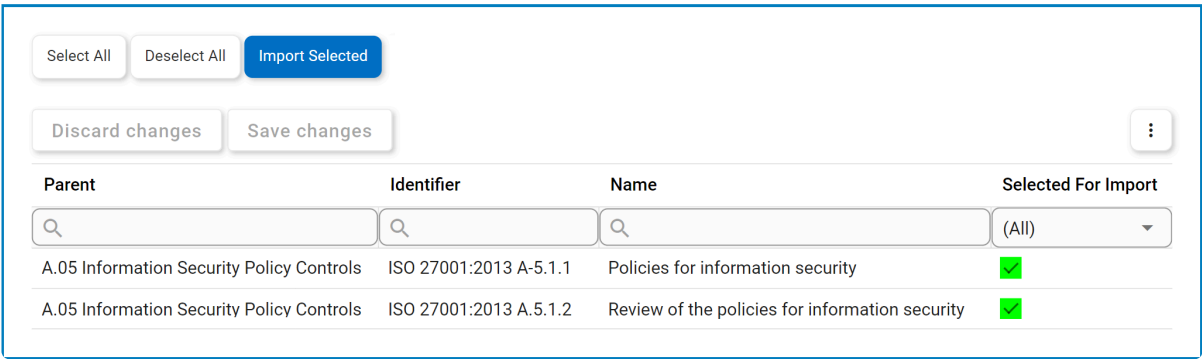 Select All Deselect All Import Selected
Discard changes Save changes
Parent Identifier Name Selected For Import
(All)
A.05 Information Security Policy Controls ISO 27001:2013 A-5.1.1 Policies for information security
A.05 Information Security Policy Controls ISO 27001:2013 A.5.1.2 Review of the policies for information security